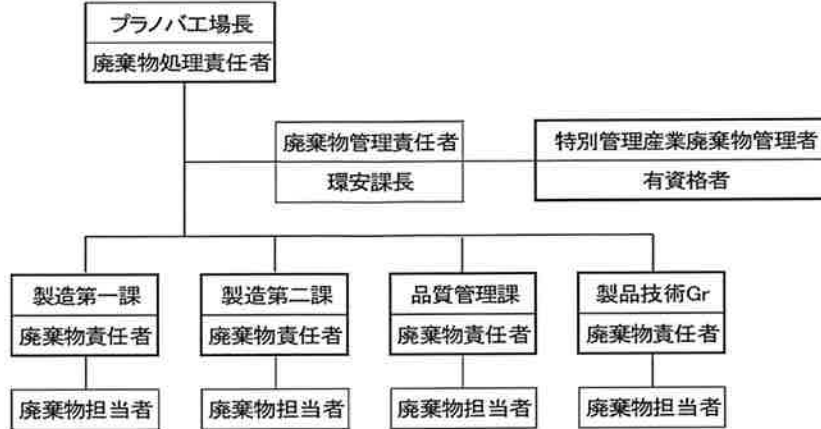 プラノバ工場長
廃棄物処理責任者
廃棄物管理責任者
環安課長
特別管理産業廃棄物管理者
有資格者
製造第一課
廃棄物責任者
廃棄物担当者
製造第二課
廃棄物責任者
廃棄物担当者
品質管理課
廃棄物責任者
廃棄物担当者
製品技術Gr
廃棄物責任者
廃棄物担当者